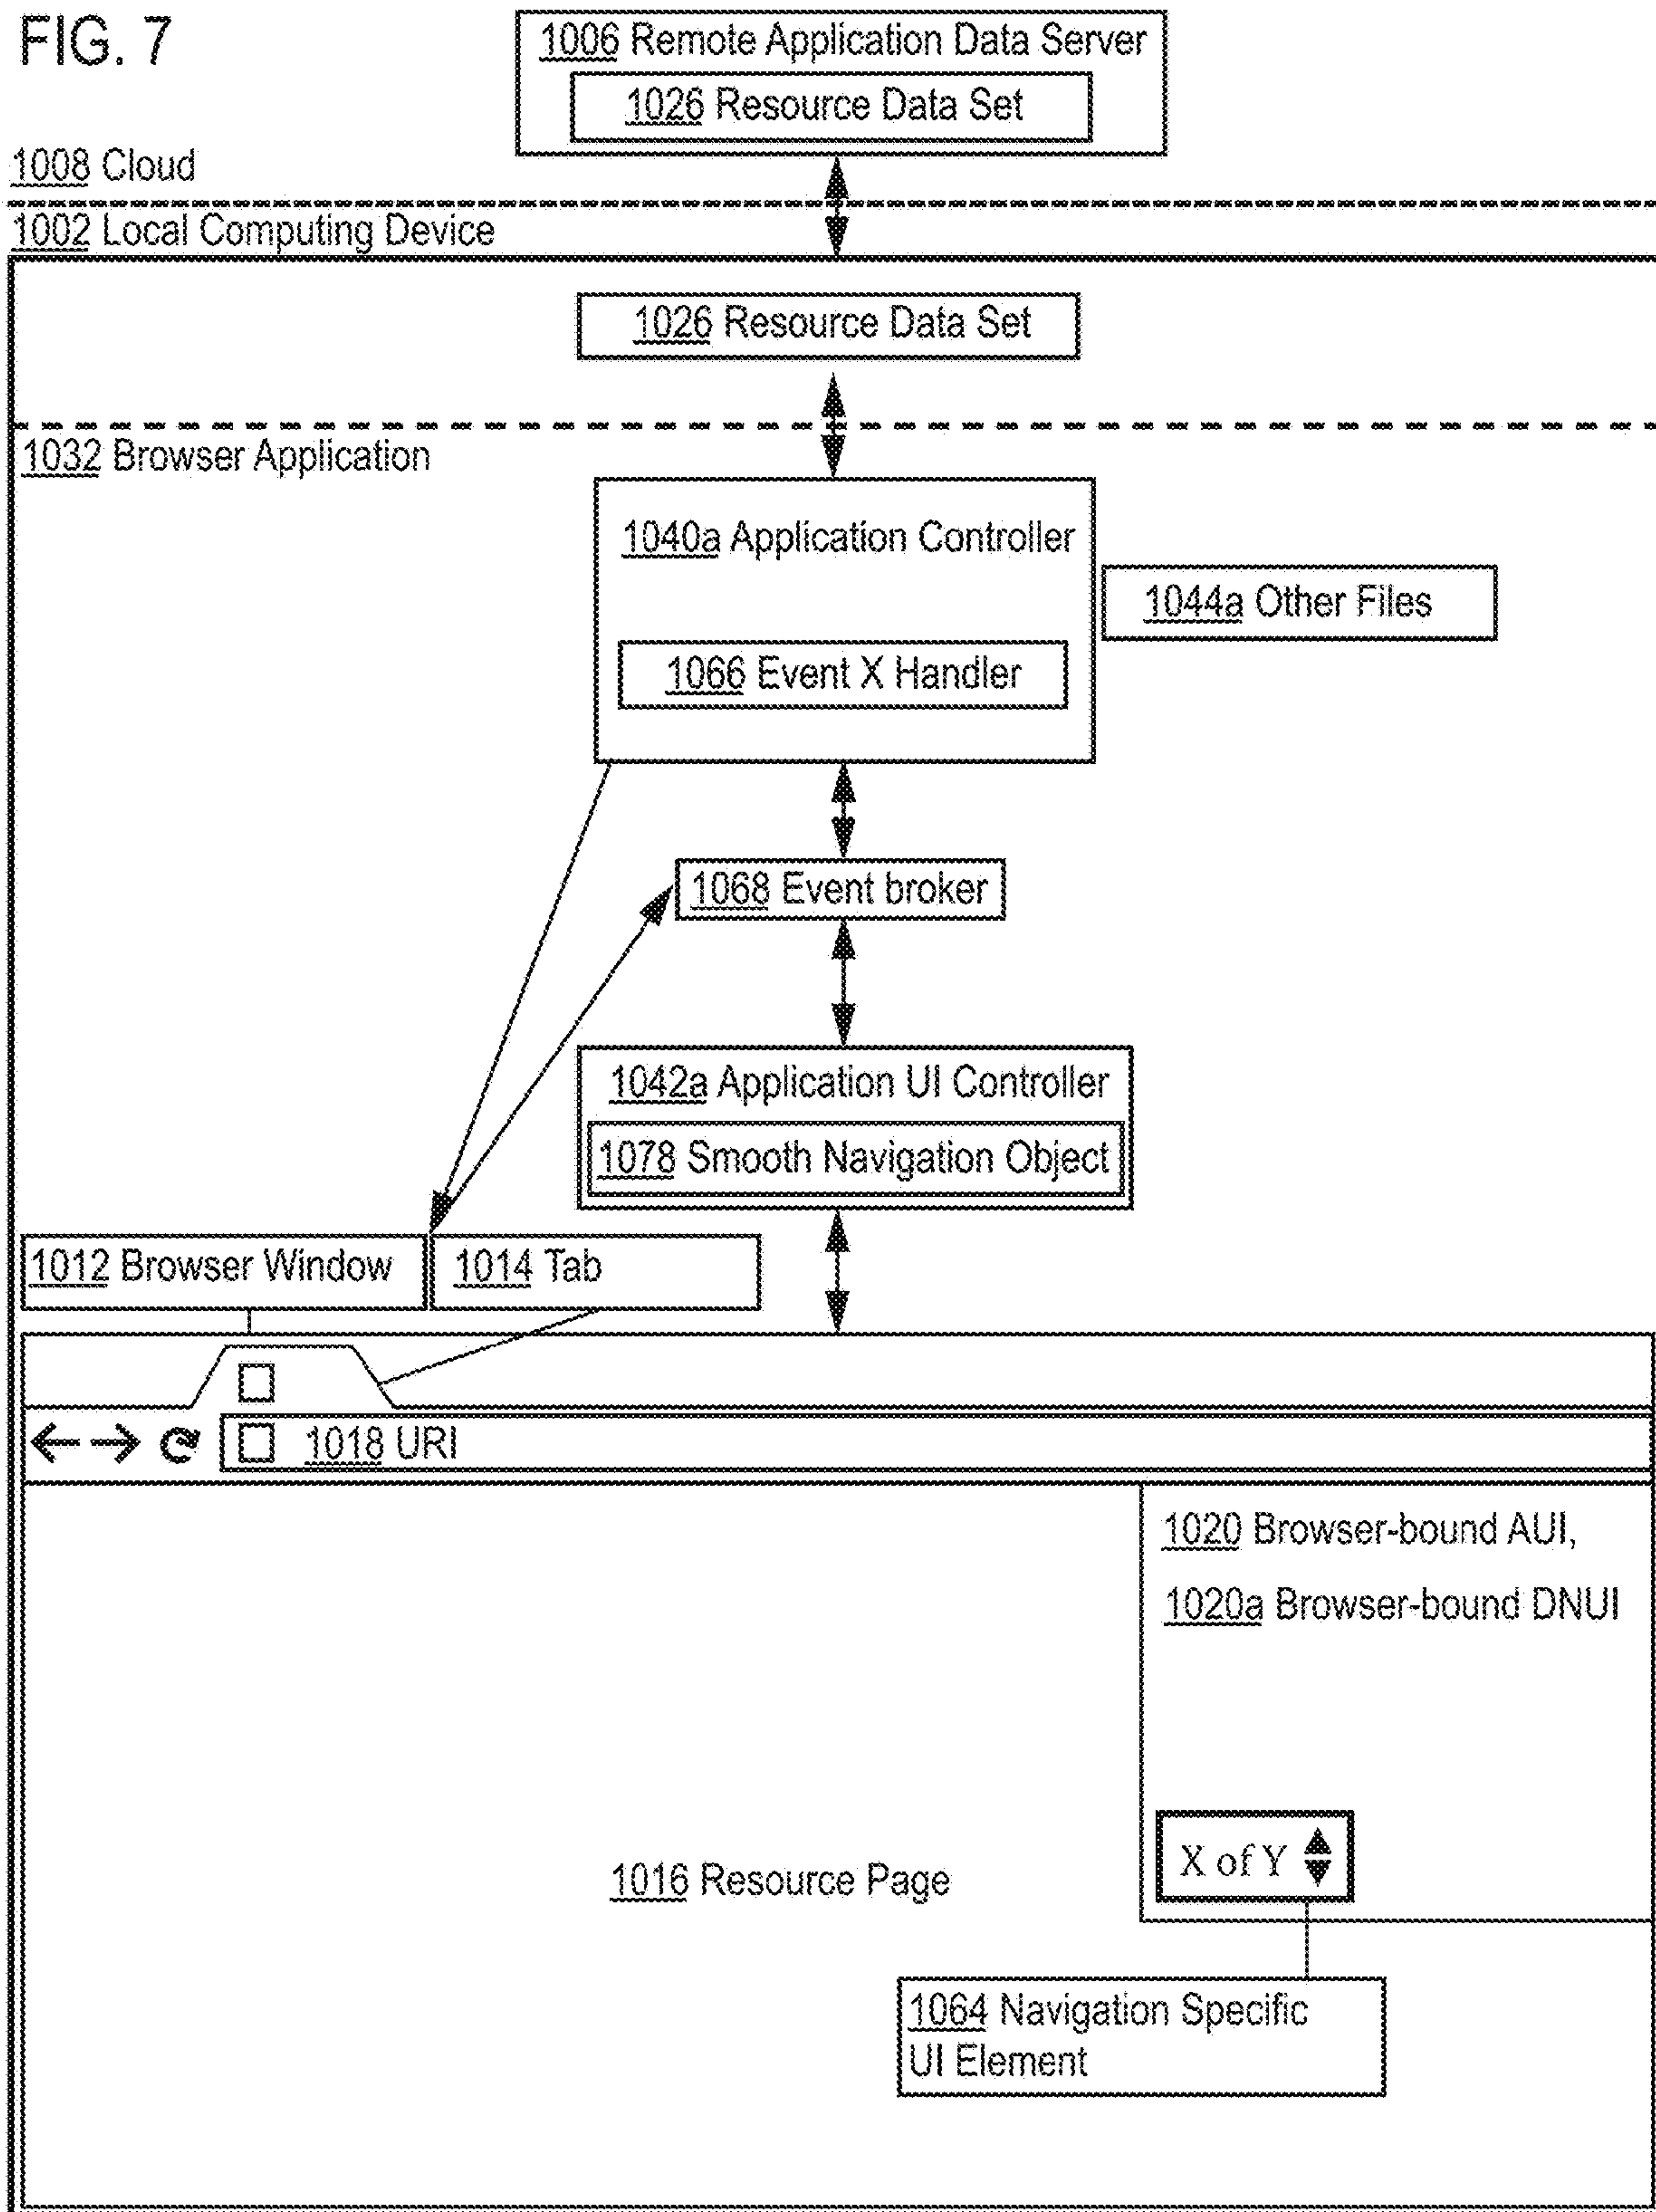 FIG. 7
1006 Remote Application Data Server
1026 Resource Data Set
1008 Cloud
1002 Local Computing Device
1026 Resource Data Set
1032 Browser Application
1040a Application Controller
1044a Other Files
1066 Event X Handler
1068 Event broker
1042a Application UI Controller
1078 Smooth Navigation Object
1012 Browser Window
1014 Tab
1018 URI
1020 Browser-bound AUI,
1020a Browser-bound DNUI
X of Y
1016 Resource Page
1064 Navigation Specific
UI Element